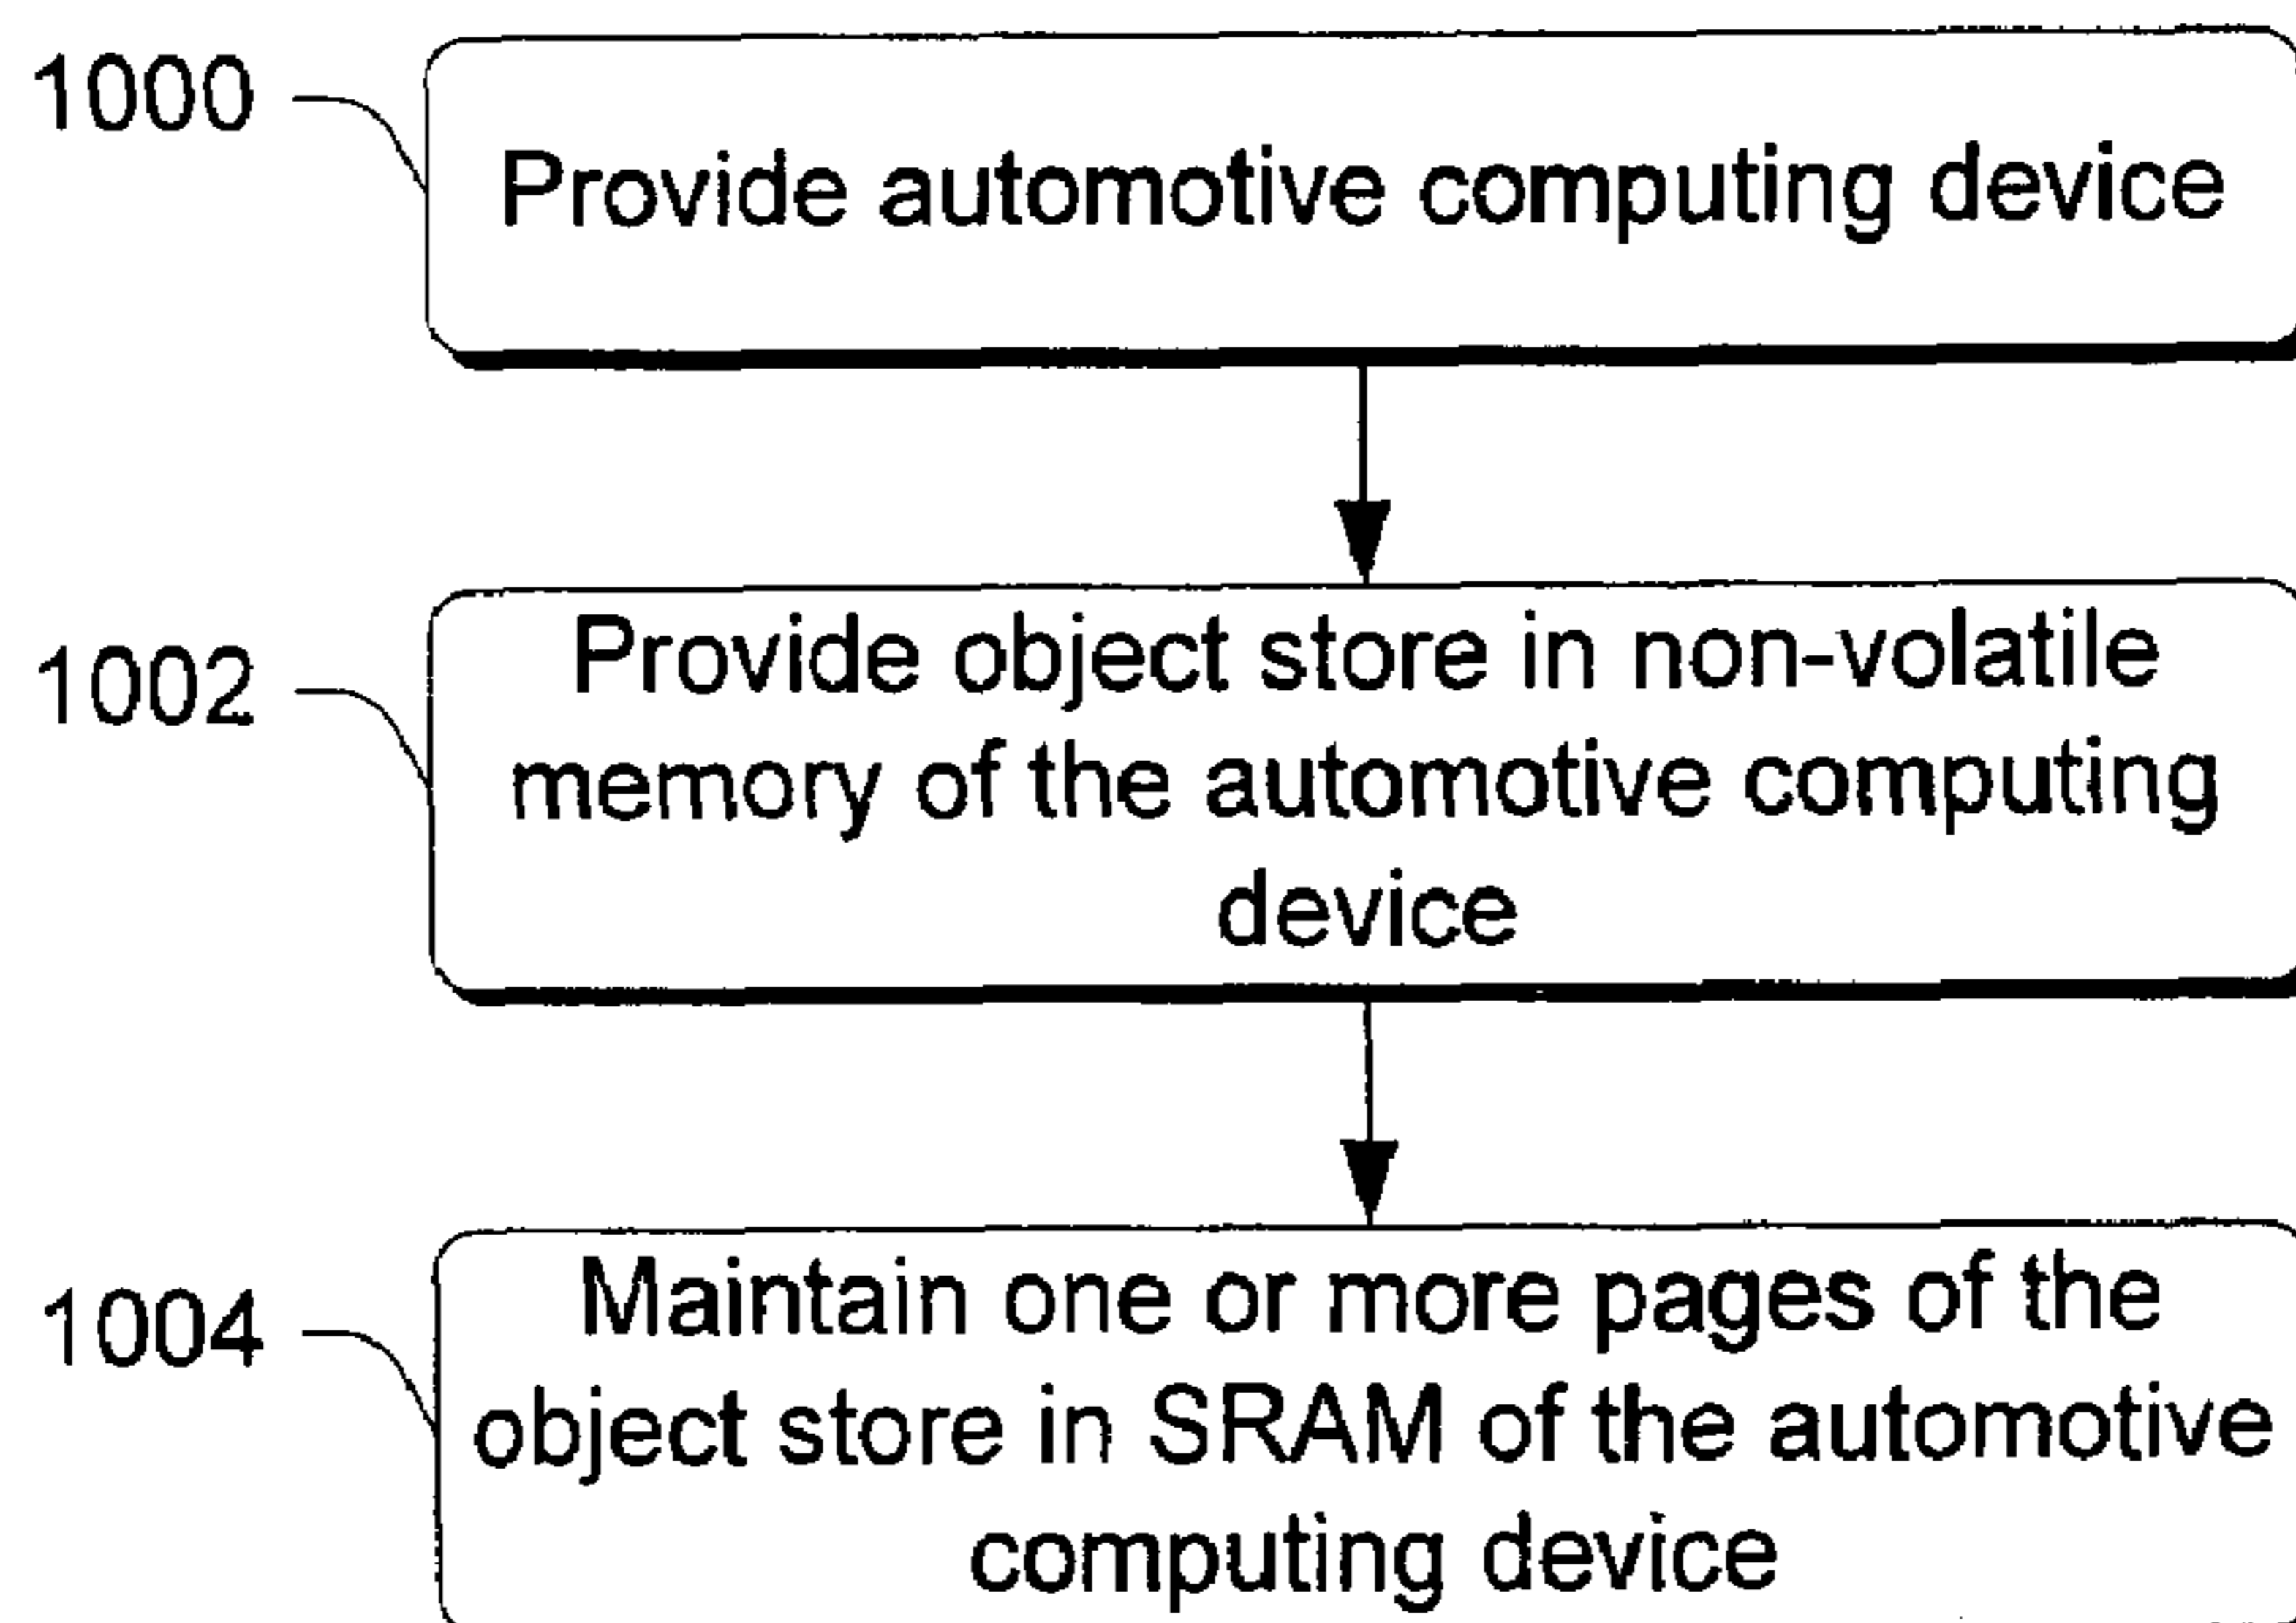 1000
Provide automotive computing device
1002
Provide object store in non-volatile
memory of the automotive computing
device
1004
Maintain one or more pages of the
object store in SRAM of the automotive
computing device